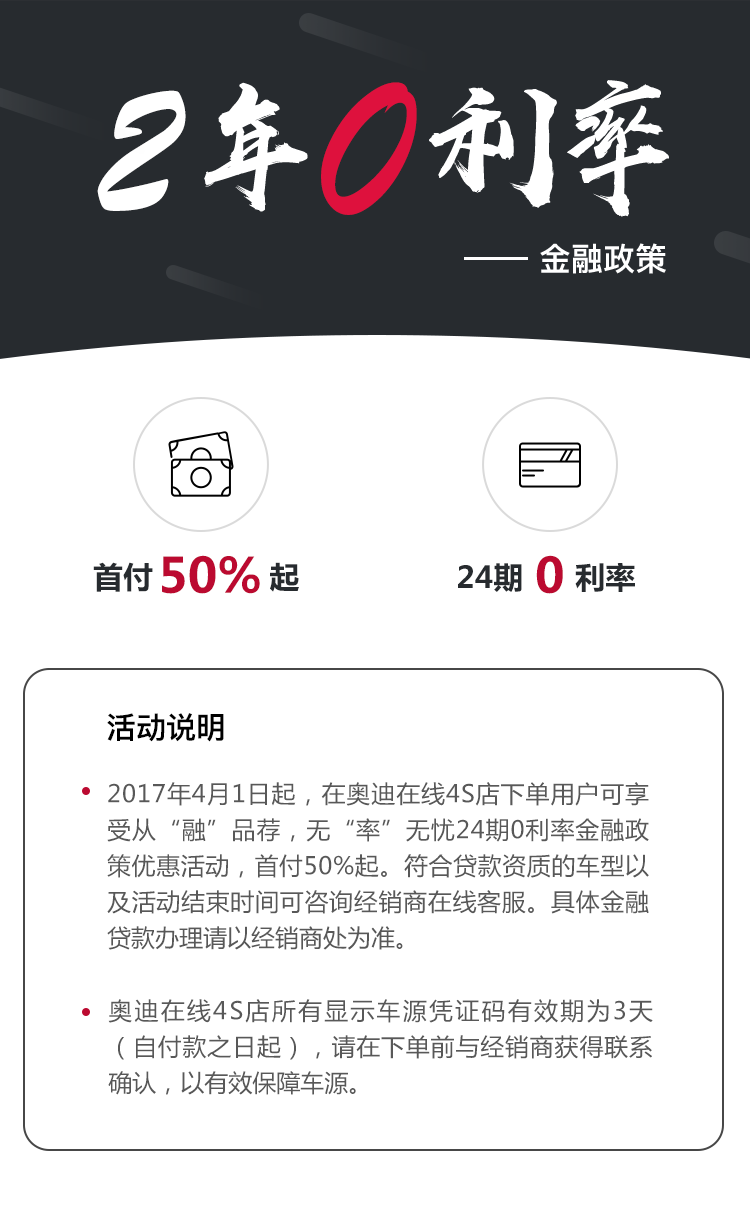 2年0利率
—— 金融政策
首付50%起
24期 0 利率
活动说明
• 2017年4月1日起，在奥迪在线4S店下单用户可享
受从“融”品荐，无“率”无忧24期0利率金融政
策优惠活动，首付50%起。符合贷款资质的车型以
及活动结束时间可咨询经销商在线客服。具体金融
贷款办理请以经销商处为准。
• 奥迪在线4S店所有显示车源凭证码有效期为3天
（自付款之日起），请在下单前与经销商获得联系
确认，以有效保障车源。